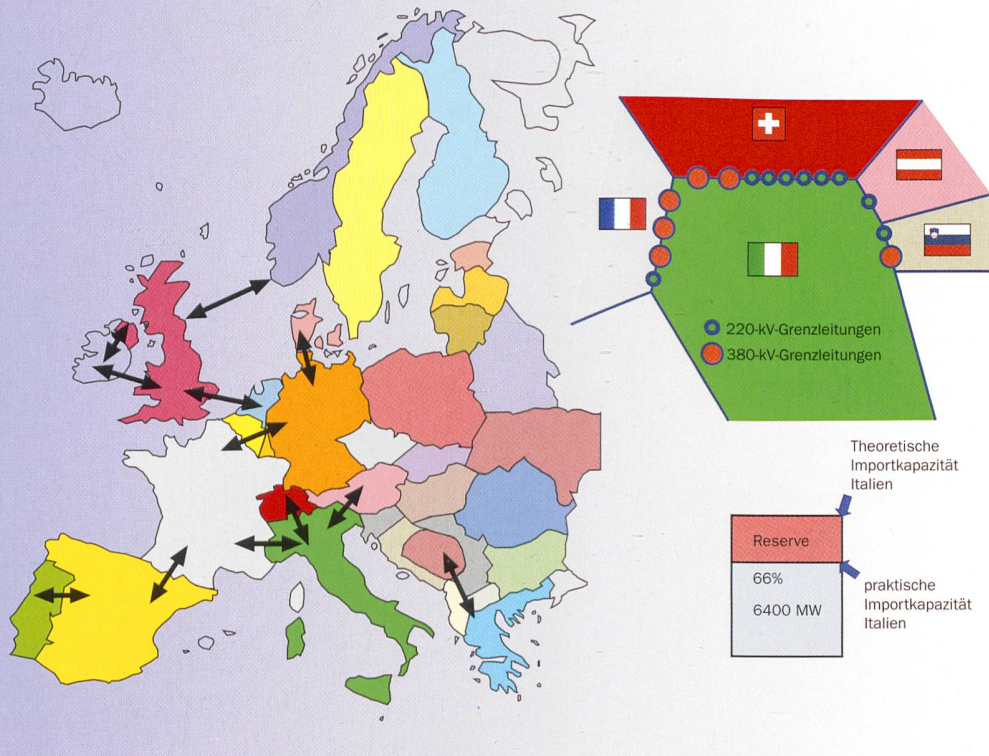 220-kV-Grenzleitungen
380-kV-Grenzleitungen
Theoretische
Importkapazität
Italien
Reserve
66%
6400 MW
praktische
Importkapazität
Italien